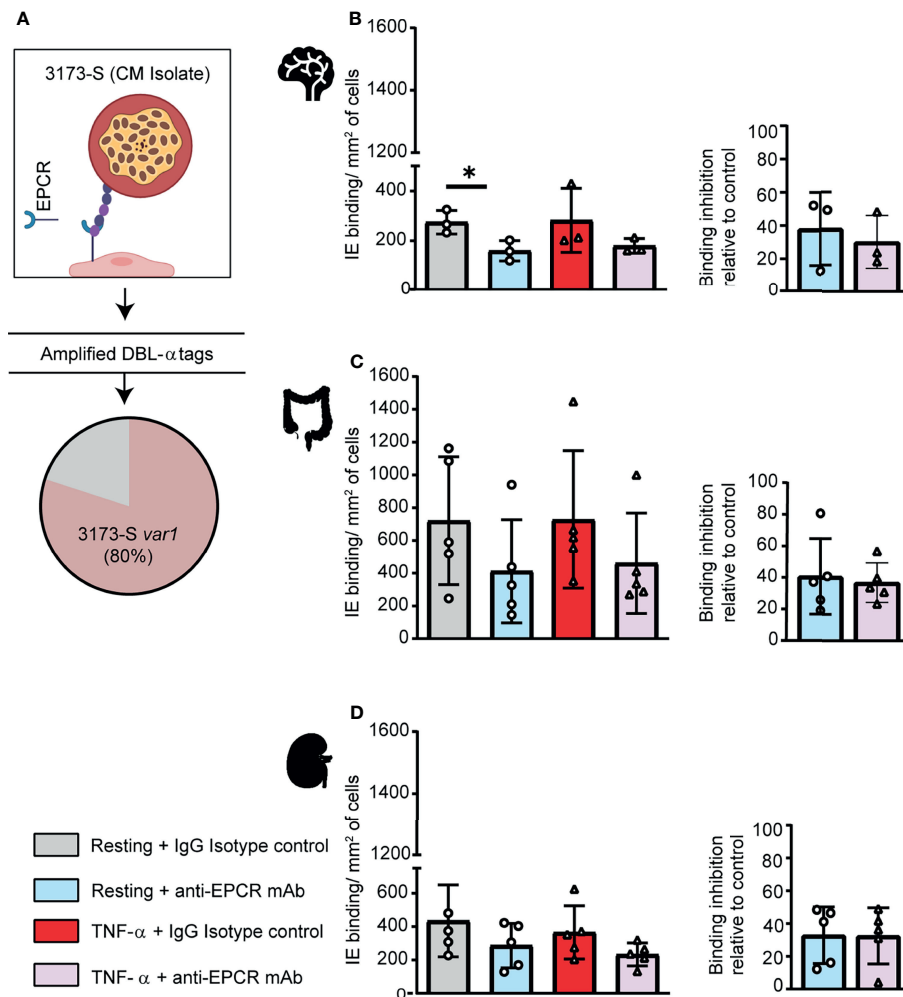 A
3173-S (CM Isolate)
EPCR
Amplified DBL-α tags
3173-S var1
(80%)
Resting + IgG Isotype control
Resting + anti-EPCR mAb
TNF-α + IgG Isotype control
TNF- α + anti-EPCR mAb
B
IE binding/ mm² of cells
1600
1400
1200
400
200
0
*
Binding inhibition
relative to control
100
80
60
40
20
0
C
IE binding/ mm² of cells
1600
1400
1200
1000
800
600
400
200
0
Binding inhibition
relative to control
100
80
60
40
20
0
D
IE binding/ mm² of cells
1600
1400
1200
600
400
200
0
Binding inhibition
relative to control
100
80
60
40
20
0